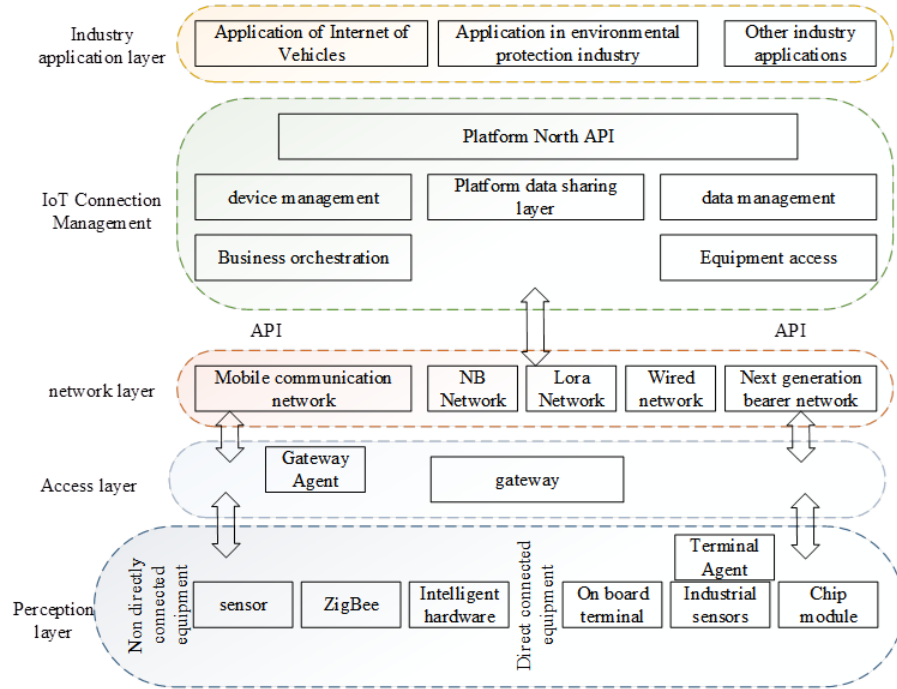 Industry
application layer
Application of Internet of
Vehicles
Application in environmental
protection industry
Other industry
applications
Platform North API
IoT Connection
Management
device management
Platform data sharing
layer
data management
Business orchestration
Equipment access
API
API
network layer
Mobile communication
network
NB
Network
Lora
Network
Wired
network
Next generation
bearer network
Access layer
Gateway
Agent
gateway
Perception
layer
Non directly
connected
equipment
sensor
ZigBee
Intelligent
hardware
Direct connected
equipment
On board
terminal
Terminal
Agent
Industrial
sensors
Chip
module